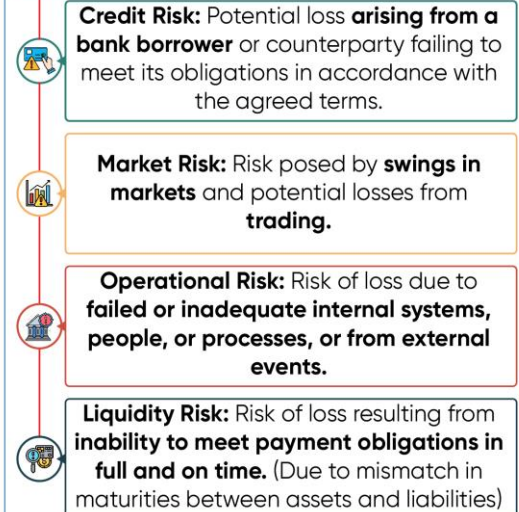 Credit Risk: Potential loss arising from a
bank borrower or counterparty failing to
meet its obligations in accordance with
the agreed terms.
Market Risk: Risk posed by swings in
markets and potential losses from
trading.
Operational Risk: Risk of loss due to
failed or inadequate internal systems,
people, or processes, or from external
events.
Liquidity Risk: Risk of loss resulting from
inability to meet payment obligations in
full and on time. (Due to mismatch in
maturities between assets and liabilities)